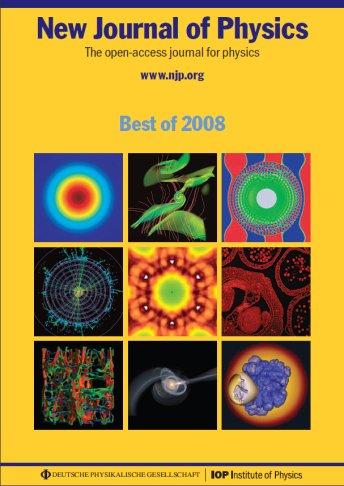 New Journal of Physics
The open-access journal for physics
www.njp.org
Best of 2008
DEUTSCHE PHYSIKALISCHE GESELLSCHAFT | IOP Institute of Physics